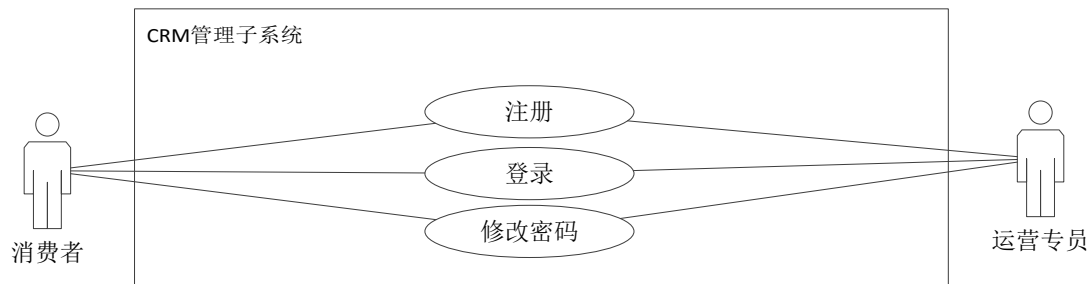 CRM管理子系统
注册
登录
修改密码
消费者
运营专员